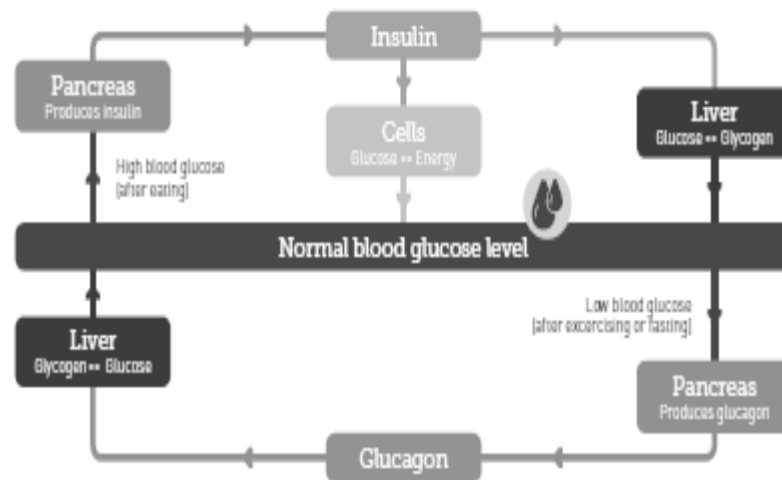 Insulin
Pancreas
Produces insulin
Liver
Glucose •• Glycogen
Cells
Glucose •• Energy
High blood glucose
(after eating)
Normal blood glucose level
Low blood glucose
(after excercising or fasting)
Liver
Glycogen •• Glucose
Pancreas
Produces glucagon
Glucagon